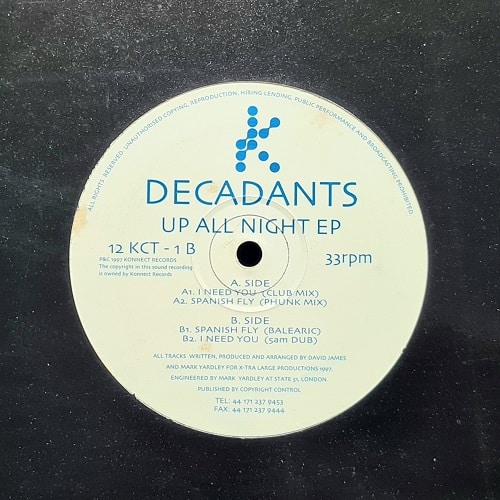 ALL RIGHTS RESERVED. UNAUTHORISED COPYING, REPRODUCTION, HIRING LENDING, PUBLIC PERFORMANCE AND BROADCASTING PROHIBITED.
DECADANTS
UP ALL NIGHT EP
12 KCT - 1 B
33rpm
P&C 1997 KONNECT RECORDS
The copyright in this sound recording
is owned by Konnect Records
A. SIDE
A1. I NEED YOU (CLUB MIX)
A2. SPANISH FLY (PHUNK MIX)
B. SIDE
B1. SPANISH FLY (BALEARIC)
B2. I NEED YOU (5am DUB)
ALL TRACKS WRITTEN, PRODUCED AND ARRANGED BY DAVID JAMES
AND MARK YARDLEY FOR X-TRA LARGE PRODUCTIONS 1997.
ENGINEERED BY MARK YARDLEY AT STATE 51, LONDON.
PUBLISHED BY COPYRIGHT CONTROL
TEL: 44 171 237 9453
FAX: 44 171 237 9444